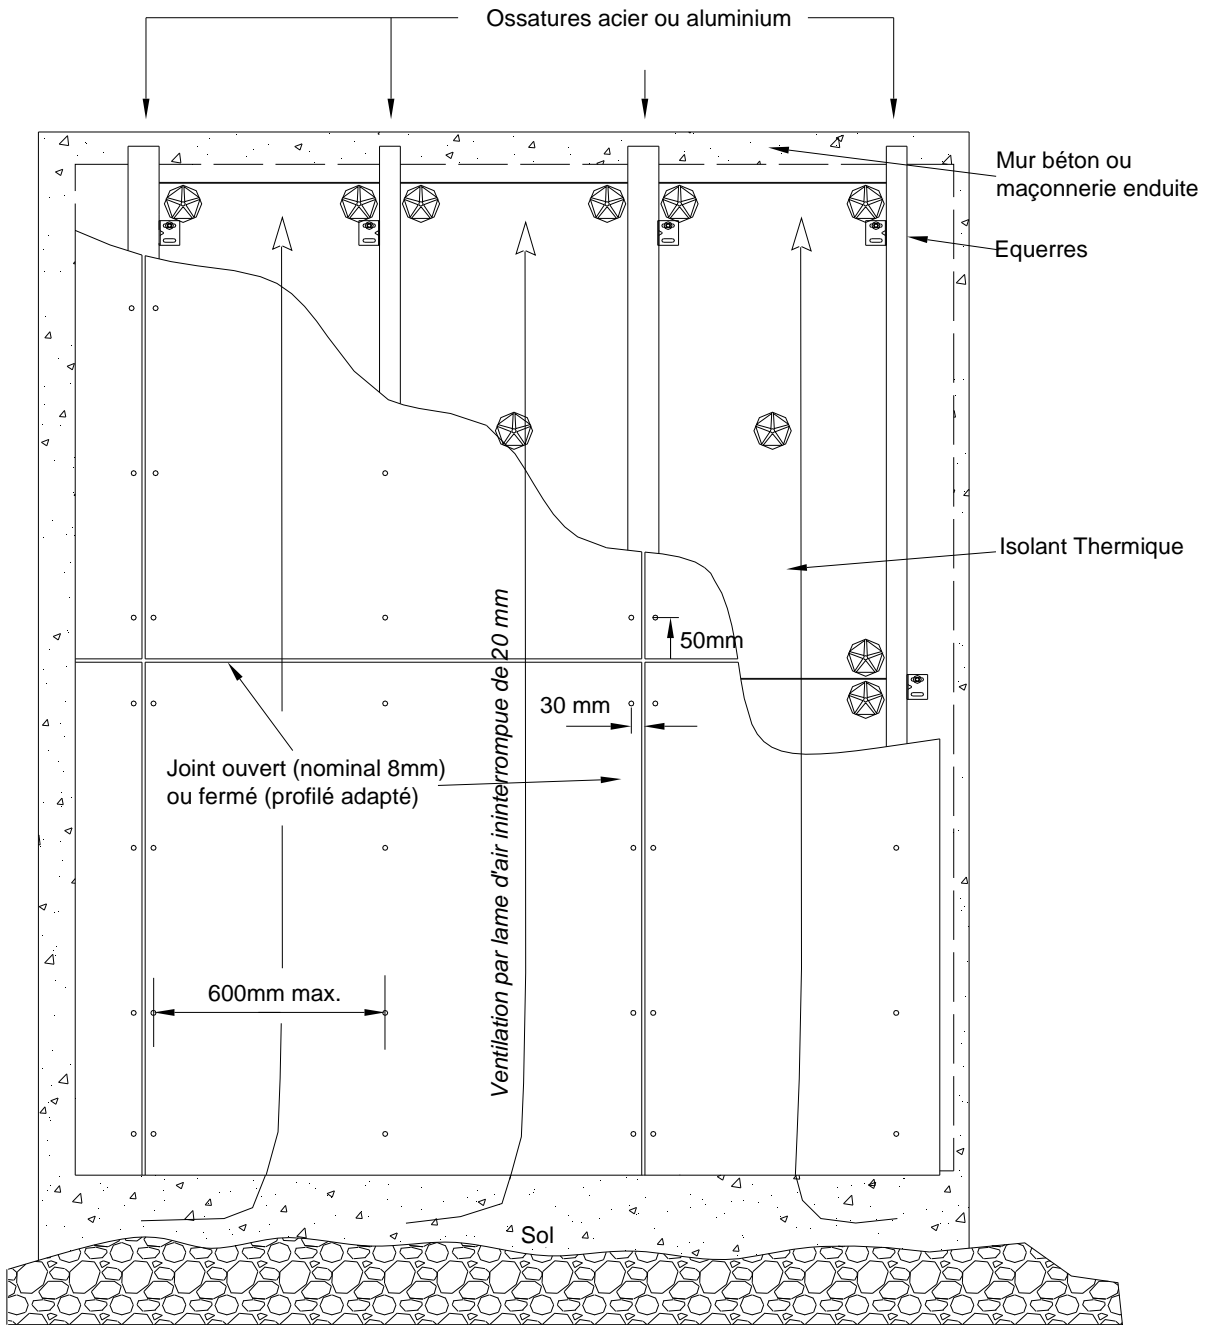 Ossatures acier ou aluminium
Mur béton ou
maçonnerie enduite
Equerres
Isolant Thermique
50mm
30 mm
Joint ouvert (nominal 8mm)
ou fermé (profilé adapté)
Ventilation par lame d'air ininterrompue de 20 mm
600mm max.
Sol